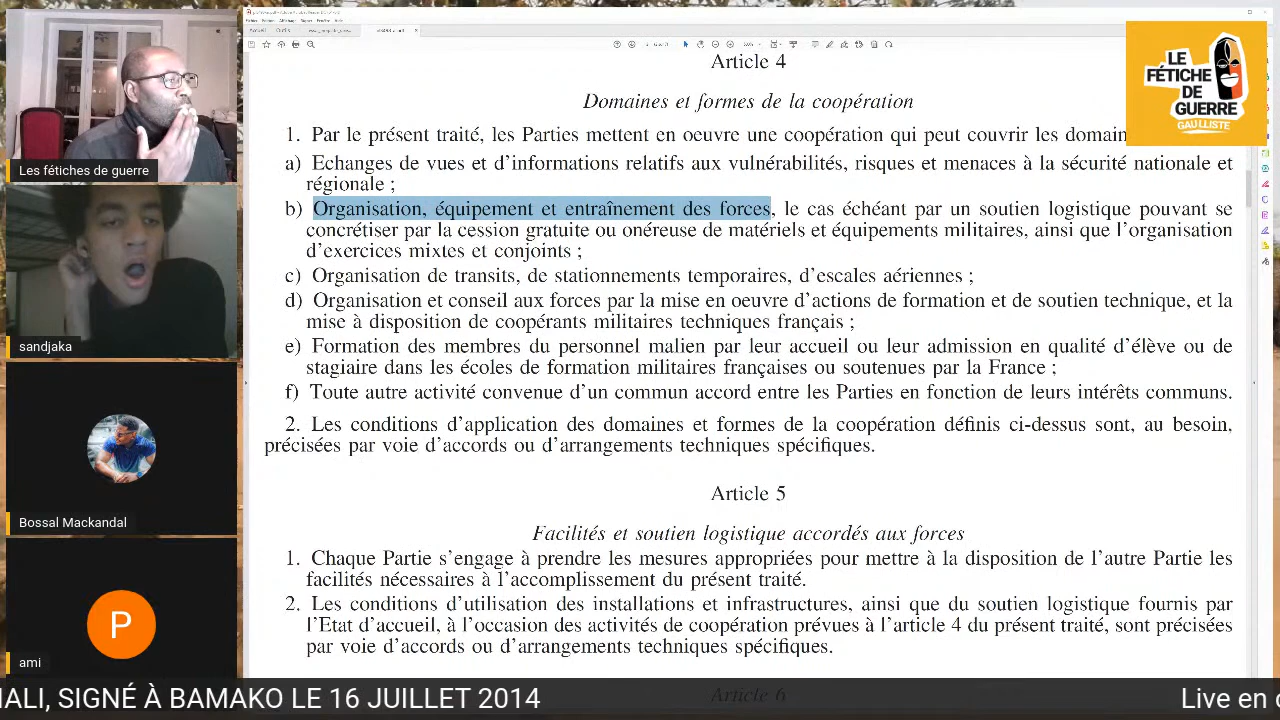 Accueil Outils
LE
FÉTICHE
DE
GUERRE
GAULLISTE
Les fétiches de guerre
sandjaka
Bossal Mackandal
P
ami
Article 4
Domaines et formes de la coopération
1. Par le présent traité, les Parties mettent en oeuvre une coopération qui peut couvrir les domain
a) Echanges de vues et d'informations relatifs aux vulnérabilités, risques et menaces à la sécurité nationale et
régionale ;
b) Organisation, équipement et entraînement des forces, le cas échéant par un soutien logistique pouvant se
concrétiser par la cession gratuite ou onéreuse de matériels et équipements militaires, ainsi que l'organisation
d'exercices mixtes et conjoints ;
c) Organisation de transits, de stationnements temporaires, d'escales aériennes ;
d) Organisation et conseil aux forces par la mise en oeuvre d'actions de formation et de soutien technique, et la
mise à disposition de coopérants militaires techniques français ;
e) Formation des membres du personnel malien par leur accueil ou leur admission en qualité d'élève ou de
stagiaire dans les écoles de formation militaires françaises ou soutenues par la France ;
f) Toute autre activité convenue d'un commun accord entre les Parties en fonction de leurs intérêts communs.
2. Les conditions d'application des domaines et formes de la coopération définis ci-dessus sont, au besoin,
précisées par voie d'accords ou d'arrangements techniques spécifiques.
Article 5
Facilités et soutien logistique accordés aux forces
1. Chaque Partie s'engage à prendre les mesures appropriées pour mettre à la disposition de l'autre Partie les
facilités nécessaires à l'accomplissement du présent traité.
2. Les conditions d'utilisation des installations et infrastructures, ainsi que du soutien logistique fournis par
l'Etat d'accueil, à l'occasion des activités de coopération prévues à l'article 4 du présent traité, sont précisées
par voie d'accords ou d'arrangements techniques spécifiques.
Article 6
MALI, SIGNÉ À BAMAKO LE 16 JUILLET 2014 Live en